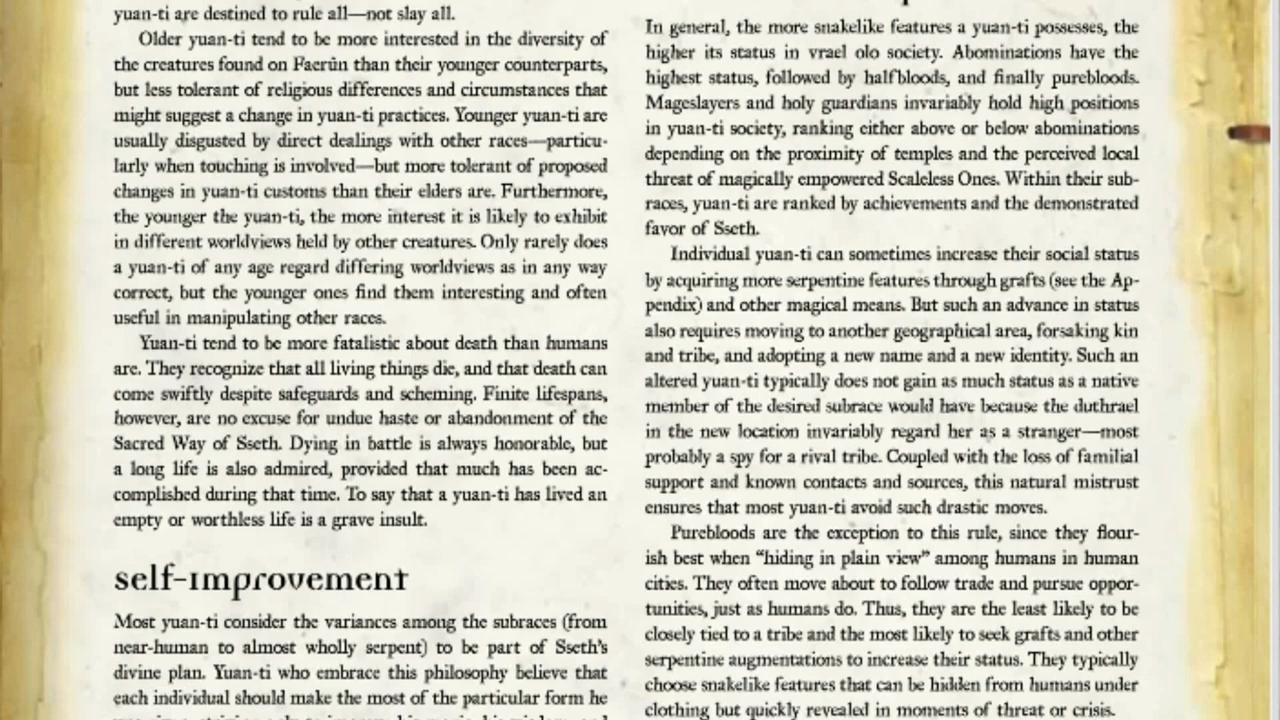 yuan-ti are destined to rule all—not slay all.
Older yuan-ti tend to be more interested in the diversity of
the creatures found on Faerûn than their younger counterparts,
but less tolerant of religious differences and circumstances that
might suggest a change in yuan-ti practices. Younger yuan-ti are
usually disgusted by direct dealings with other races—particu-
larly when touching is involved—but more tolerant of proposed
changes in yuan-ti customs than their elders are. Furthermore,
the younger the yuan-ti, the more interest it is likely to exhibit
in different worldviews held by other creatures. Only rarely does
a yuan-ti of any age regard differing worldviews as in any way
correct, but the younger ones find them interesting and often
useful in manipulating other races.
Yuan-ti tend to be more fatalistic about death than humans
are. They recognize that all living things die, and that death can
come swiftly despite safeguards and scheming. Finite lifespans,
however, are no excuse for undue haste or abandonment of the
Sacred Way of Sseth. Dying in battle is always honorable, but
a long life is also admired, provided that much has been ac-
complished during that time. To say that a yuan-ti has lived an
empty or worthless life is a grave insult.
self-improvement
Most yuan-ti consider the variances among the subraces (from
near-human to almost wholly serpent) to be part of Sseth's
divine plan. Yuan-ti who embrace this philosophy believe that
each individual should make the most of the particular form he
In general, the more snakelike features a yuan-ti possesses, the
higher its status in vrael olo society. Abominations have the
highest status, followed by halfbloods, and finally purebloods.
Mageslayers and holy guardians invariably hold high positions
in yuan-ti society, ranking either above or below abominations
depending on the proximity of temples and the perceived local
threat of magically empowered Scaleless Ones. Within their sub-
races, yuan-ti are ranked by achievements and the demonstrated
favor of Sseth.
Individual yuan-ti can sometimes increase their social status
by acquiring more serpentine features through grafts (see the Ap-
pendix) and other magical means. But such an advance in status
also requires moving to another geographical area, forsaking kin
and tribe, and adopting a new name and a new identity. Such an
altered yuan-ti typically does not gain as much status as a native
member of the desired subrace would have because the duthrael
in the new location invariably regard her as a stranger—most
probably a spy for a rival tribe. Coupled with the loss of familial
support and known contacts and sources, this natural mistrust
ensures that most yuan-ti avoid such drastic moves.
Purebloods are the exception to this rule, since they flour-
ish best when “hiding in plain view” among humans in human
cities. They often move about to follow trade and pursue oppor-
tunities, just as humans do. Thus, they are the least likely to be
closely tied to a tribe and the most likely to seek grafts and other
serpentine augmentations to increase their status. They typically
choose snakelike features that can be hidden from humans under
clothing but quickly revealed in moments of threat or crisis.